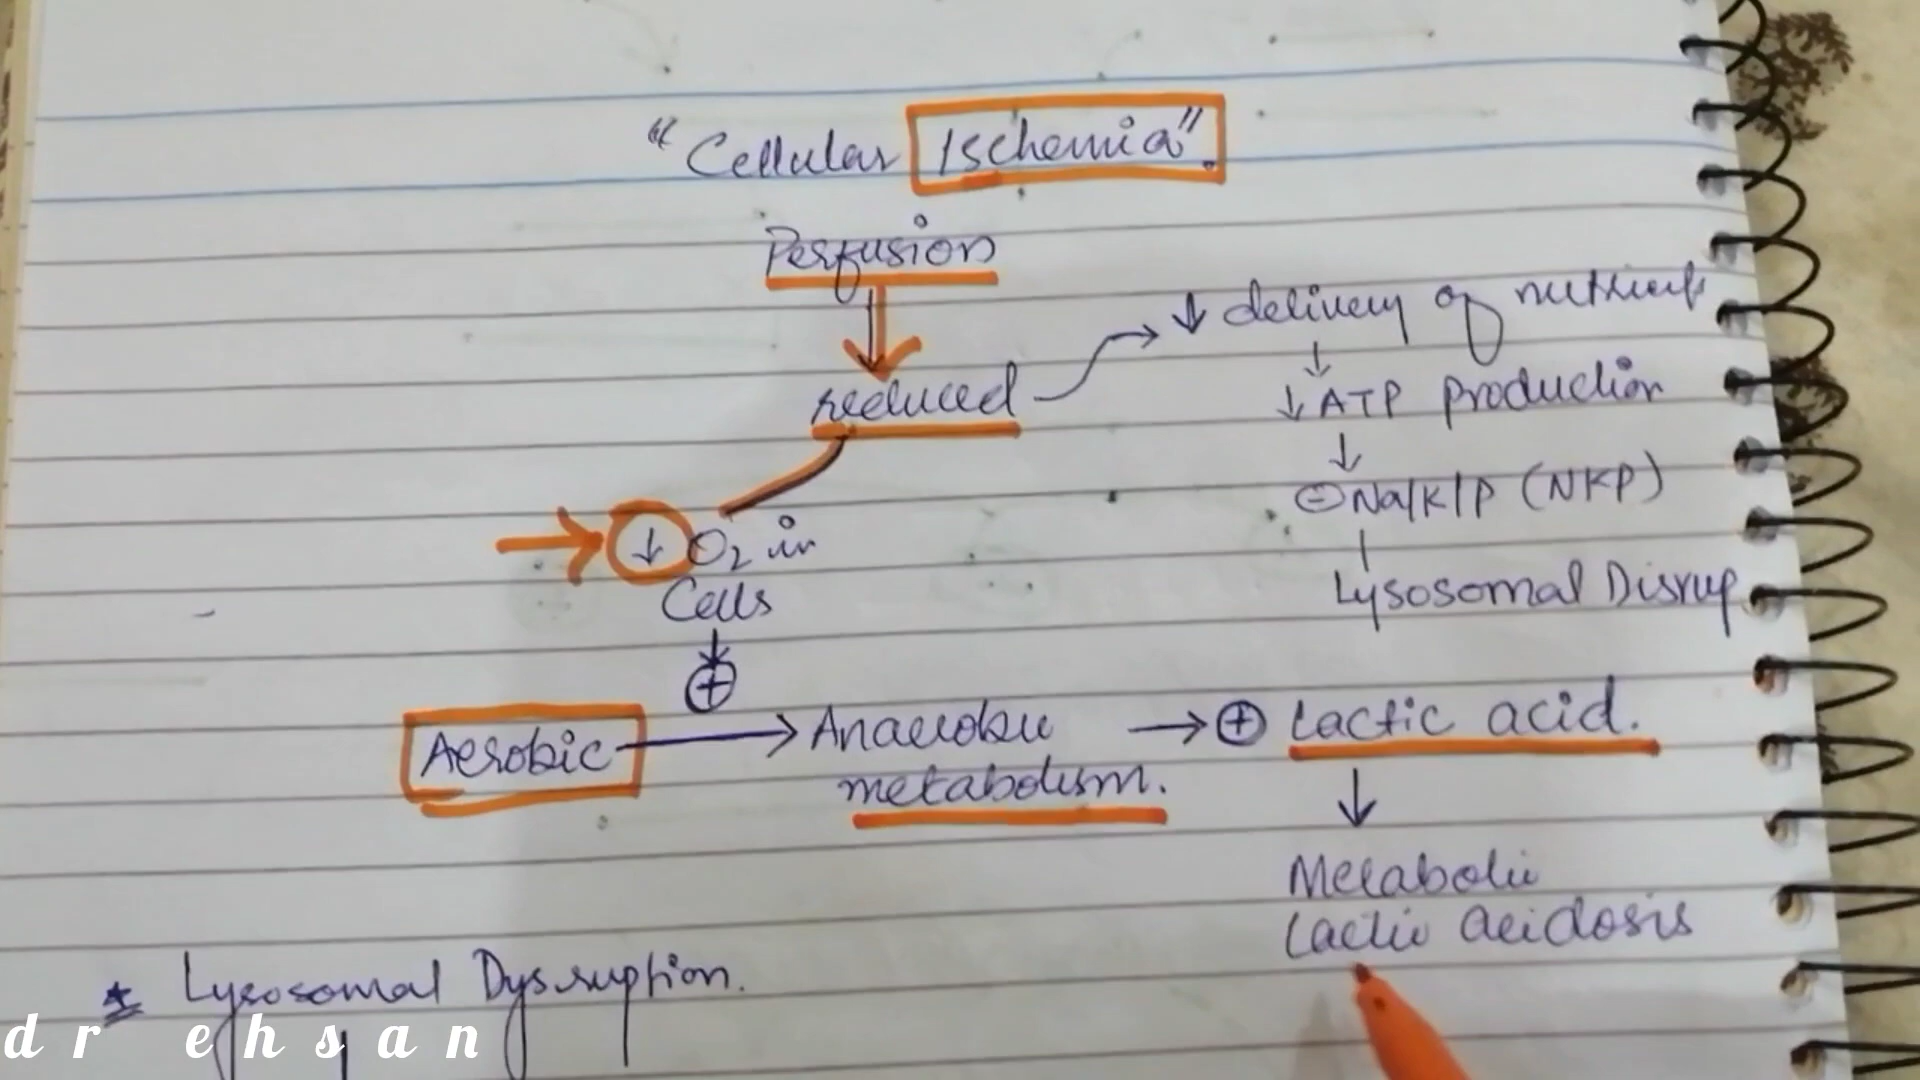 "Cellular Ischemia".
Perfusion
reduced
↓ delivery of nutrients
↓ ATP production
⊖ Na/K/P (NKP)
Lysosomal Disrup
↓ O2 in
Cells
⊕
Aerobic → Anaerobic → ⊕ Lactic acid.
metabolism.
Metabolic
Lactic acidosis
* Lysosomal Dysruption.
dr ehsan